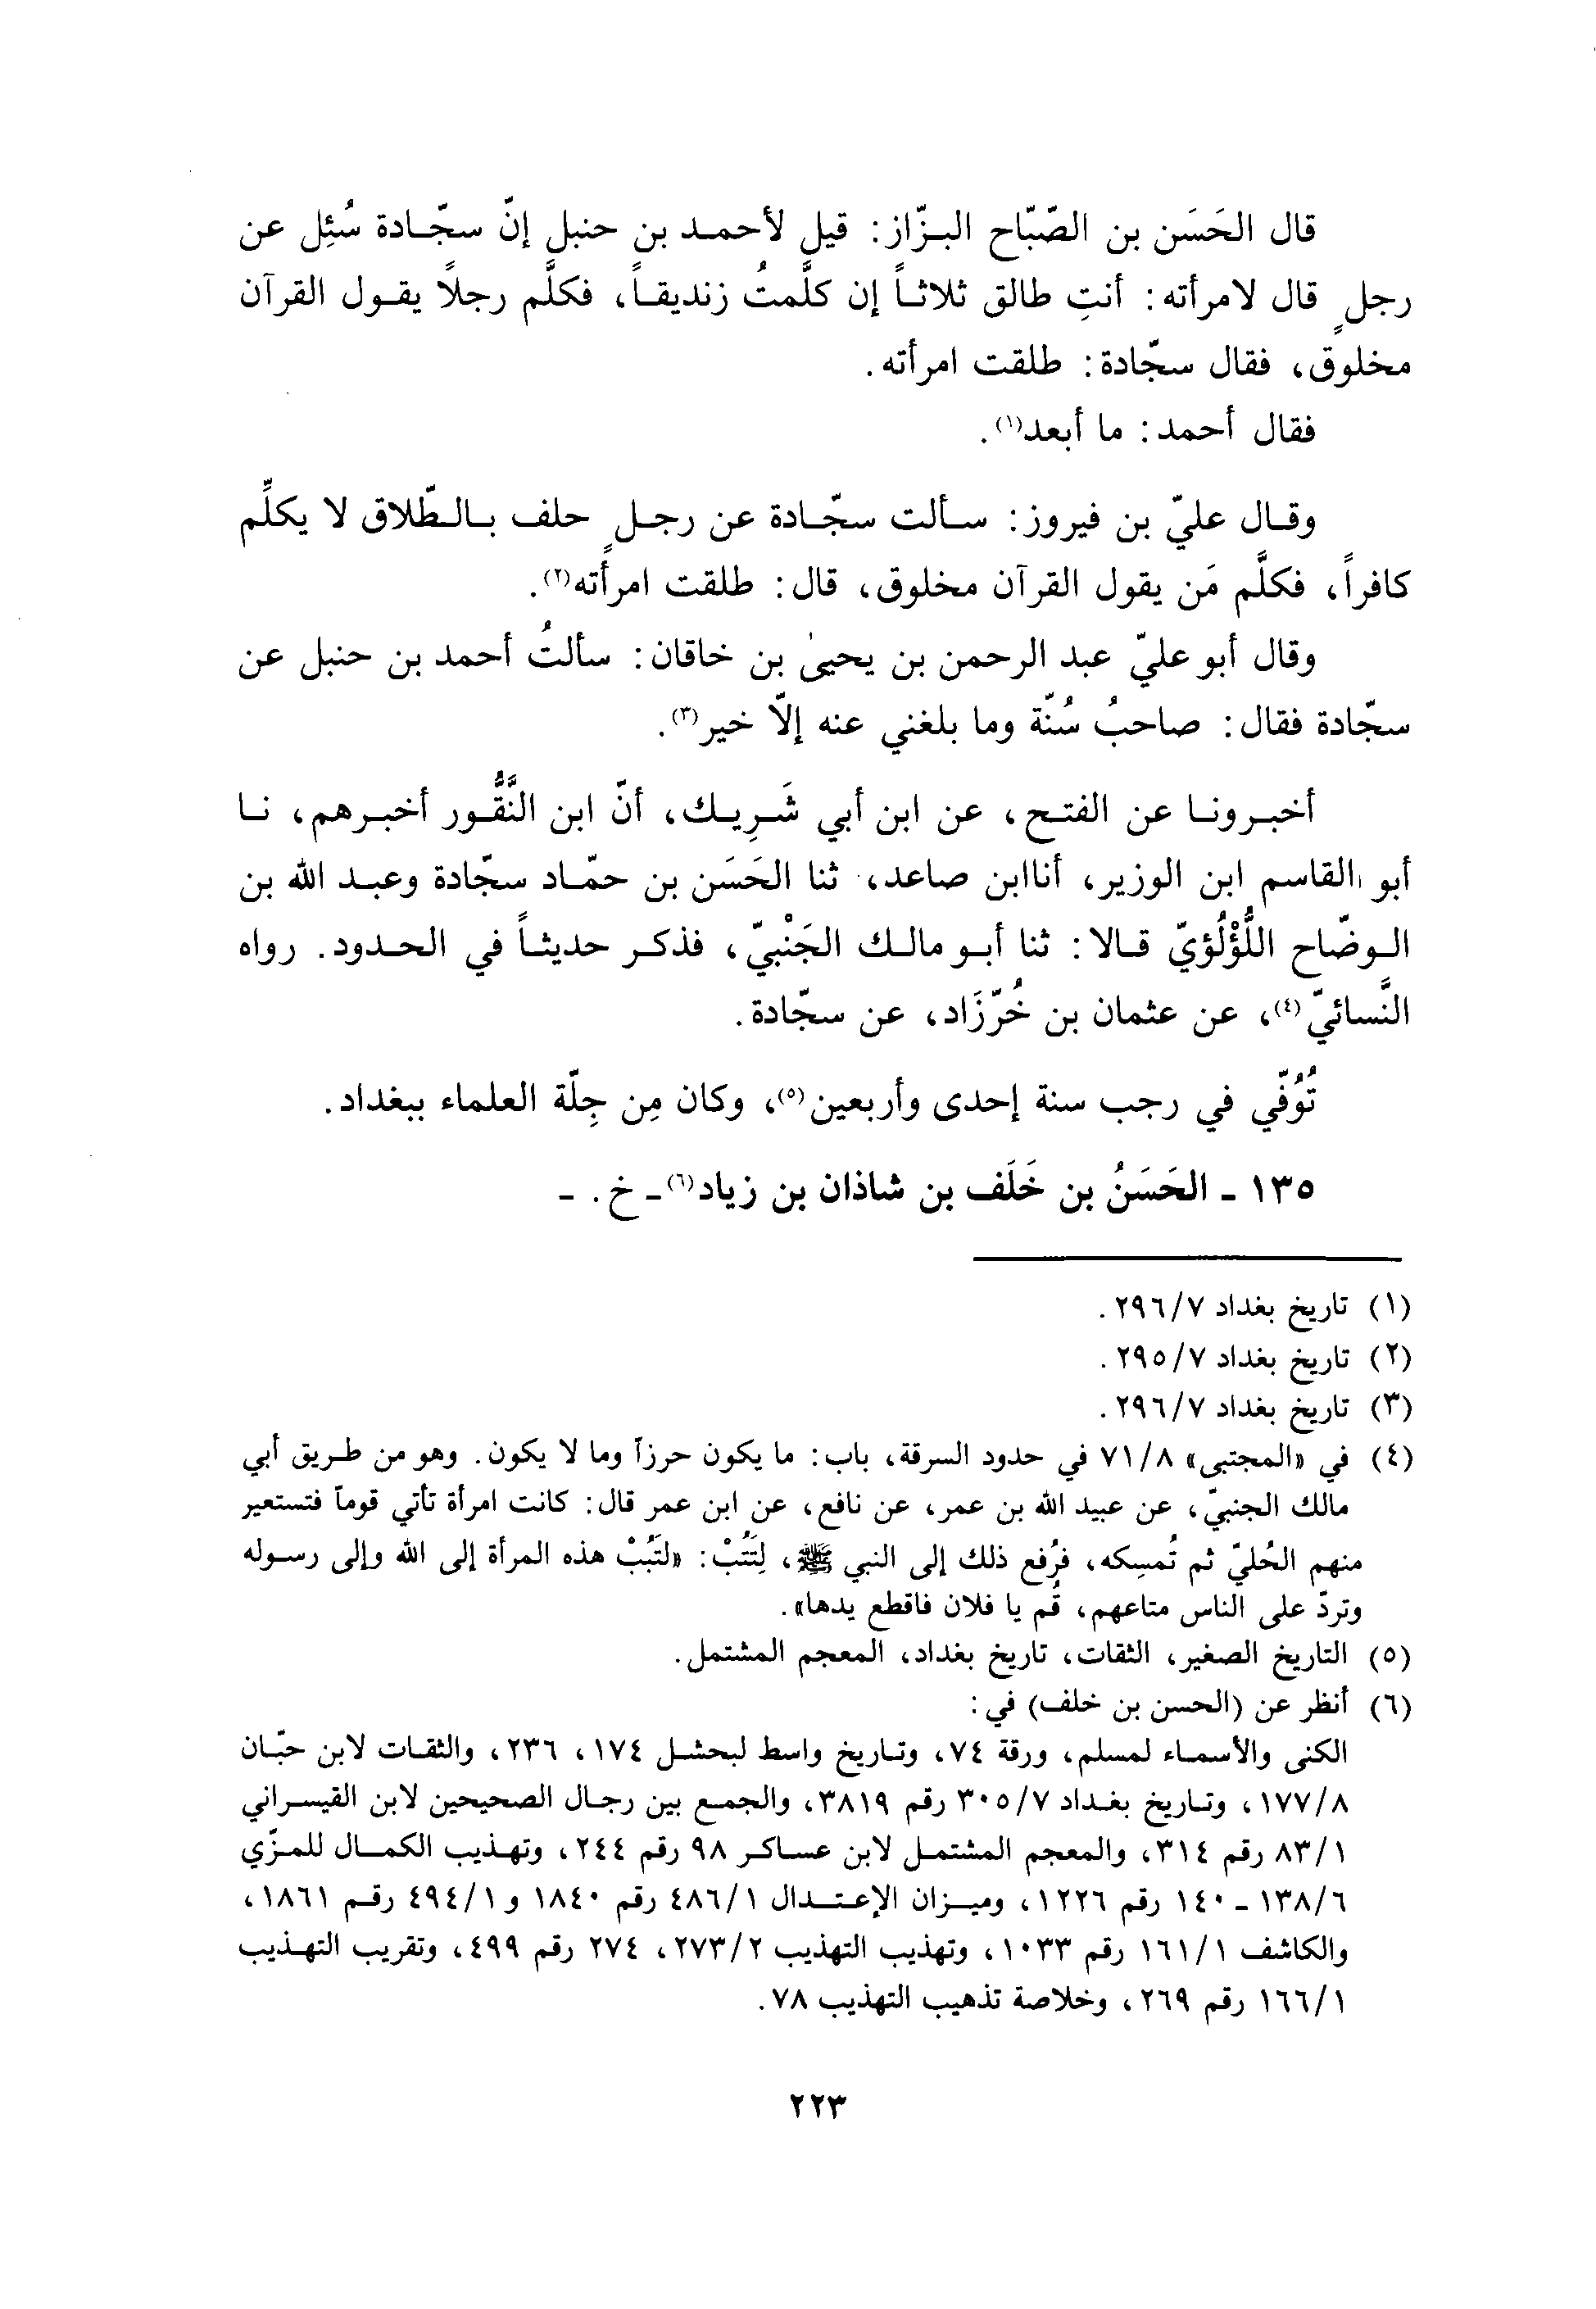 قال الحَسَن بن الصّبّاح البزّاز: قيل لأحمد بن حنبل إنّ سجّادة سُئِل عن
رجلٍ قال لامرأته: أنتِ طالق ثلاثاً إن كلَّمتُ زنديقاً، فكلَّم رجلاً يقول القرآن
مخلوق، فقال سجّادة: طلقت امرأته.
فقال أحمد: ما أبعد(١).
وقال عليّ بن فيروز: سألت سجّادة عن رجلٍ حلف بالطّلاق لا يكلِّم
كافراً، فكلَّم مَن يقول القرآن مخلوق، قال: طلقت امرأته(٢).
وقال أبو عليّ عبد الرحمن بن يحيىٰ بن خاقان: سألتُ أحمد بن حنبل عن
سجّادة فقال: صاحبُ سُنّة وما بلغني عنه إلّا خير(٣).
أخبرونا عن الفتح، عن ابن أبي شَرِيك، أنّ ابن النَّقُّور أخبرهم، نا
أبو القاسم ابن الوزير، أناابن صاعد، ثنا الحَسَن بن حمّاد سجّادة وعبد الله بن
الوضّاح اللُّؤْلُؤيّ قالا: ثنا أبو مالك الجَنْبيّ، فذكر حديثاً في الحدود. رواه
النَّسائيّ(٤)، عن عثمان بن خُرّزَاد، عن سجّادة.
تُوُفّي في رجب سنة إحدى وأربعين(٥)، وكان مِن جِلّة العلماء ببغداد.
١٣٥ - الحَسَنُ بن خَلَف بن شاذان بن زياد(٦) - خ. -
(١) تاريخ بغداد ٢٩٦/٧.
(٢) تاريخ بغداد ٢٩٥/٧.
(٣) تاريخ بغداد ٢٩٦/٧.
(٤) في «المجتبى» ٧١/٨ في حدود السرقة، باب: ما يكون حرزاً وما لا يكون. وهو من طريق أبي
مالك الجنبيّ، عن عبيد الله بن عمر، عن نافع، عن ابن عمر قال: كانت امرأة تأتي قوماً فتستعير
منهم الحُليّ ثم تُمسِكه، فرُفع ذلك إلى النبي ﷺ، لِتَتُبْ: «لتَبُبْ هذه المرأة إلى الله وإلى رسوله
وتردّ على الناس متاعهم، قُم يا فلان فاقطع يدها».
(٥) التاريخ الصغير، الثقات، تاريخ بغداد، المعجم المشتمل.
(٦) أنظر عن (الحسن بن خلف) في:
الكنى والأسماء لمسلم، ورقة ٧٤، وتاريخ واسط لبحشل ١٧٤، ٢٣٦، والثقات لابن حبّان
١٧٧/٨، وتاريخ بغداد ٣٠٥/٧ رقم ٣٨١٩، والجمع بين رجال الصحيحين لابن القيسراني
٨٣/١ رقم ٣١٤، والمعجم المشتمل لابن عساكر ٩٨ رقم ٢٤٤، وتهذيب الكمال للمزّي
١٣٨/٦ - ١٤٠ رقم ١٢٢٦، وميزان الإعتدال ٤٨٦/١ رقم ١٨٤٠ و ٤٩٤/١ رقم ١٨٦١،
والكاشف ١٦١/١ رقم ١٠٣٣، وتهذيب التهذيب ٢٧٣/٢، ٢٧٤ رقم ٤٩٩، وتقريب التهذيب
١٦٦/١ رقم ٢٦٩، وخلاصة تذهيب التهذيب ٧٨.
٢٢٣